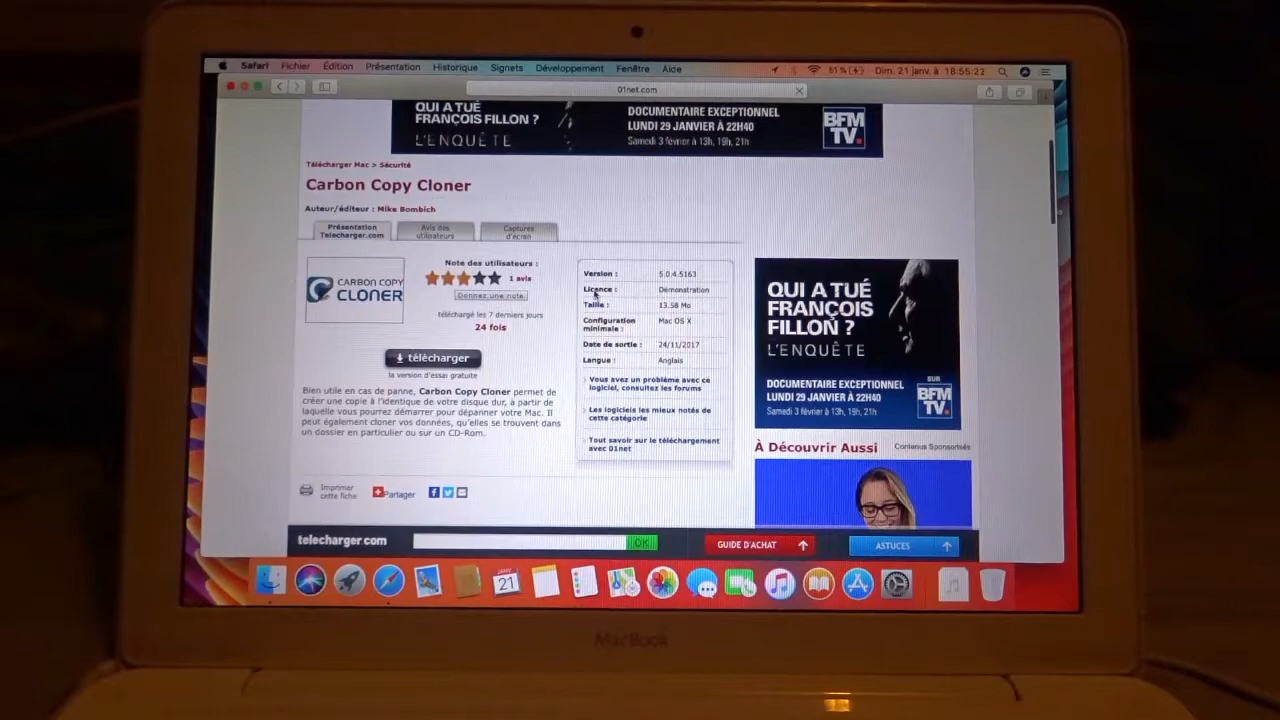 Safari Fichier Édition Présentation Historique Signets Développement Fenêtre Aide 51 % Dim. 21 janv. à 18:55:22
01net.com
QUI A TUÉ
FRANÇOIS FILLON ?
L'ENQUÊTE
DOCUMENTAIRE EXCEPTIONNEL
LUNDI 29 JANVIER À 22H40
Samedi 3 février à 13h, 19h, 21h
BFM
TV.
Télécharger Mac > Sécurité
Carbon Copy Cloner
Auteur/éditeur : Mike Bombich
Présentation
Telecharger.com
Avis des
utilisateurs
Captures
d'écran
CARBON COPY
CLONER
Note des utilisateurs :
1 avis
Donnez une note
téléchargé les 7 derniers jours
24 fois
télécharger
la version d'essai gratuite
Bien utile en cas de panne, Carbon Copy Cloner permet de
créer une copie à l'identique de votre disque dur, à partir de
laquelle vous pourrez démarrer pour dépanner votre Mac. Il
peut également cloner vos données, qu'elles se trouvent dans
un dossier en particulier ou sur un CD-Rom.
Version : 5.0.4.5163
Licence : Démonstration
Taille : 13.58 Mo
Configuration
minimale : Mac OS X
Date de sortie : 24/11/2017
Langue : Anglais
Vous avez un problème avec ce
logiciel, consultez les forums
Les logiciels les mieux notés de
cette catégorie
Tout savoir sur le téléchargement
avec 01net
QUI A TUÉ
FRANÇOIS
FILLON ?
L'ENQUÊTE
DOCUMENTAIRE EXCEPTIONNEL
LUNDI 29 JANVIER À 22H40
Samedi 3 février à 13h, 19h, 21h
SUR
BFM
TV.
À Découvrir Aussi
Contenus Sponsorisés
Imprimer
cette fiche
Partager
telecharger.com
OK
GUIDE D'ACHAT
ASTUCES
JANV.
21
MacBook